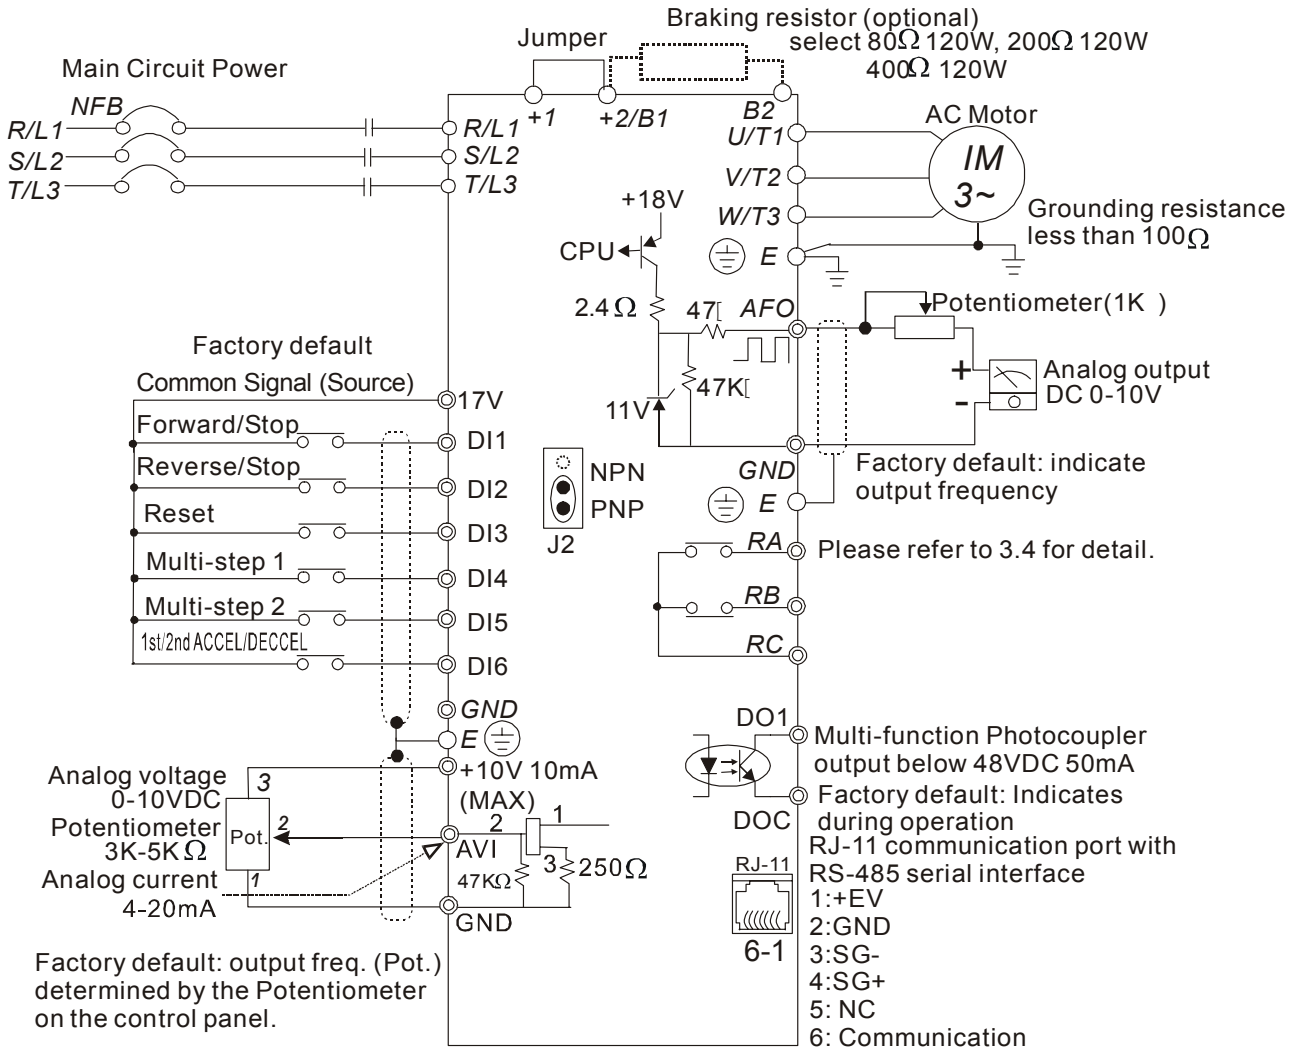 Braking resistor (optional)
select 80Ω 120W, 200Ω 120W
400Ω 120W
Jumper
Main Circuit Power
NFB
R/L1
S/L2
T/L3
R/L1
S/L2
T/L3
+1
+2/B1
B2
U/T1
V/T2
W/T3
E
AC Motor
IM
3~
Grounding resistance
less than 100Ω
+18V
CPU
2.4 Ω
47[
47K[
11V
AFO
Potentiometer(1K )
+
-
Analog output
DC 0-10V
GND
E
Factory default: indicate
output frequency
Factory default
Common Signal (Source)
17V
Forward/Stop
DI1
Reverse/Stop
DI2
Reset
DI3
Multi-step 1
DI4
Multi-step 2
DI5
1st/2nd ACCEL/DECCEL
DI6
GND
E
NPN
PNP
J2
RA
Please refer to 3.4 for detail.
RB
RC
DO1
Multi-function Photocoupler
output below 48VDC 50mA
Factory default: Indicates
during operation
DOC
RJ-11 communication port with
RS-485 serial interface
RJ-11
6-1
1:+EV
2:GND
3:SG-
4:SG+
5: NC
6: Communication
+10V 10mA
(MAX)
Analog voltage
0-10VDC
Potentiometer
3K-5KΩ
Analog current
4-20mA
3
Pot.
2
1
2
1
3
AVI
47KΩ
250Ω
GND
Factory default: output freq. (Pot.)
determined by the Potentiometer
on the control panel.